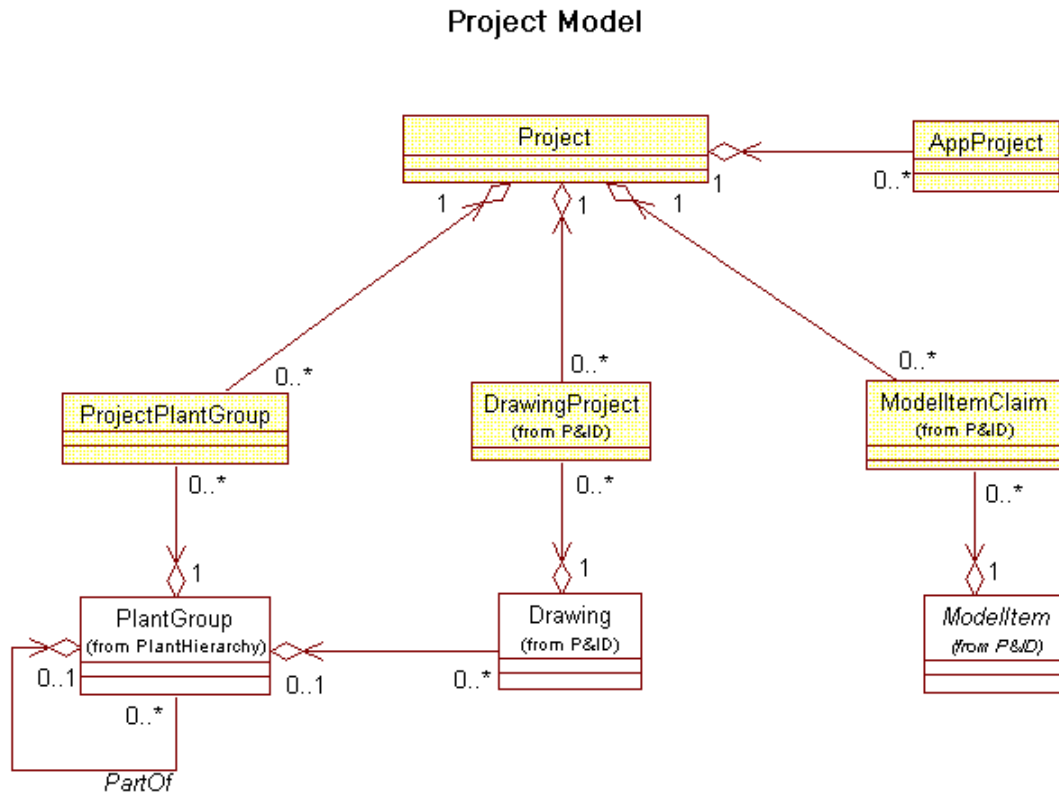 Project Model
Project
AppProject
1
0..*
1
1
1
0..*
0..*
0..*
ProjectPlantGroup
DrawingProject
(from P&ID)
ModelItemClaim
(from P&ID)
0..*
0..*
0..*
1
1
1
PlantGroup
(from PlantHierarchy)
Drawing
(from P&ID)
ModelItem
(from P&ID)
0..1
0..1
0..*
0..*
PartOf